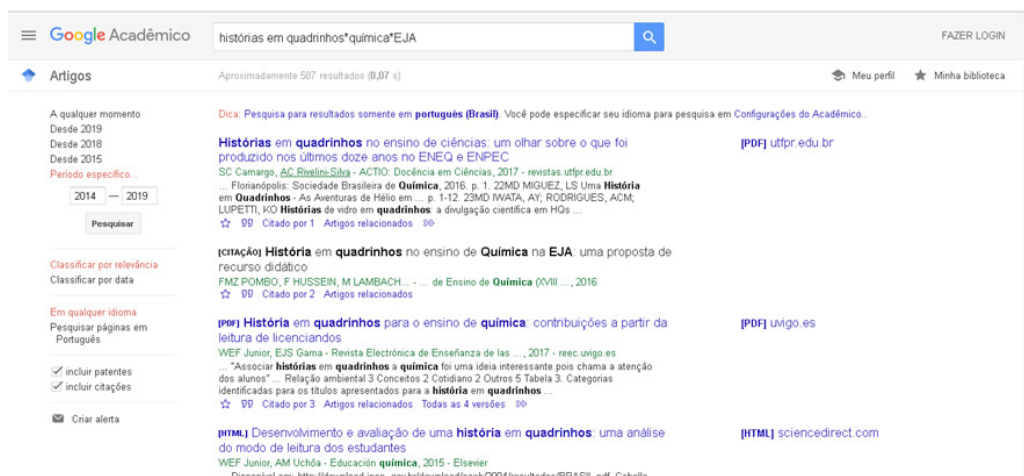 Google Acadêmico
histórias em quadrinhos*química*EJA
FAZER LOGIN
Artigos
Aproximadamente 587 resultados (0,07 s)
Meu perfil
Minha biblioteca
A qualquer momento
Desde 2019
Desde 2018
Desde 2015
Período específico...
2014 — 2019
Pesquisar
Classificar por relevância
Classificar por data
Em qualquer idioma
Pesquisar páginas em
Português
incluir patentes
incluir citações
Criar alerta
Dica: Pesquisa para resultados somente em português (Brasil). Você pode especificar seu idioma para pesquisa em Configurações do Acadêmico..
Histórias em quadrinhos no ensino de ciências: um olhar sobre o que foi
produzido nos últimos doze anos no ENEQ e ENPEC
SC Camargo, AC Rivelini-Silva - ACTIO: Docência em Ciências, 2017 - revistas.utfpr.edu.br
... Florianópolis: Sociedade Brasileira de Química, 2016. p. 1. 22MD MIGUEZ, LS Uma História
em Quadrinhos - As Aventuras de Hélio em ... p. 1-12. 23MD IWATA, AY; RODRIGUES, ACM;
LUPETTI, KO Histórias de vidro em quadrinhos: a divulgação científica em HQs ...
Citado por 1 Artigos relacionados
[PDF] utfpr.edu.br
[CITAÇÃO] História em quadrinhos no ensino de Química na EJA: uma proposta de
recurso didático
FMZ POMBO, F HUSSEIN, M LAMBACH... - ... de Ensino de Química (XVIII ..., 2016
Citado por 2 Artigos relacionados
[PDF] História em quadrinhos para o ensino de química: contribuições a partir da
leitura de licenciandos
WEF Junior, EJS Gama - Revista Electrónica de Enseñanza de las ..., 2017 - reec.uvigo.es
... "Associar histórias em quadrinhos a química foi uma ideia interessante pois chama a atenção
dos alunos" ... Relação ambiental 3 Conceitos 2 Cotidiano 2 Outros 5 Tabela 3. Categorias
identificadas para os títulos apresentados para a história em quadrinhos ...
Citado por 3 Artigos relacionados Todas as 4 versões
[PDF] uvigo.es
[HTML] Desenvolvimento e avaliação de uma história em quadrinhos: uma análise
do modo de leitura dos estudantes
WEF Junior, AM Uchôa - Educación química, 2015 - Elsevier
[HTML] sciencedirect.com